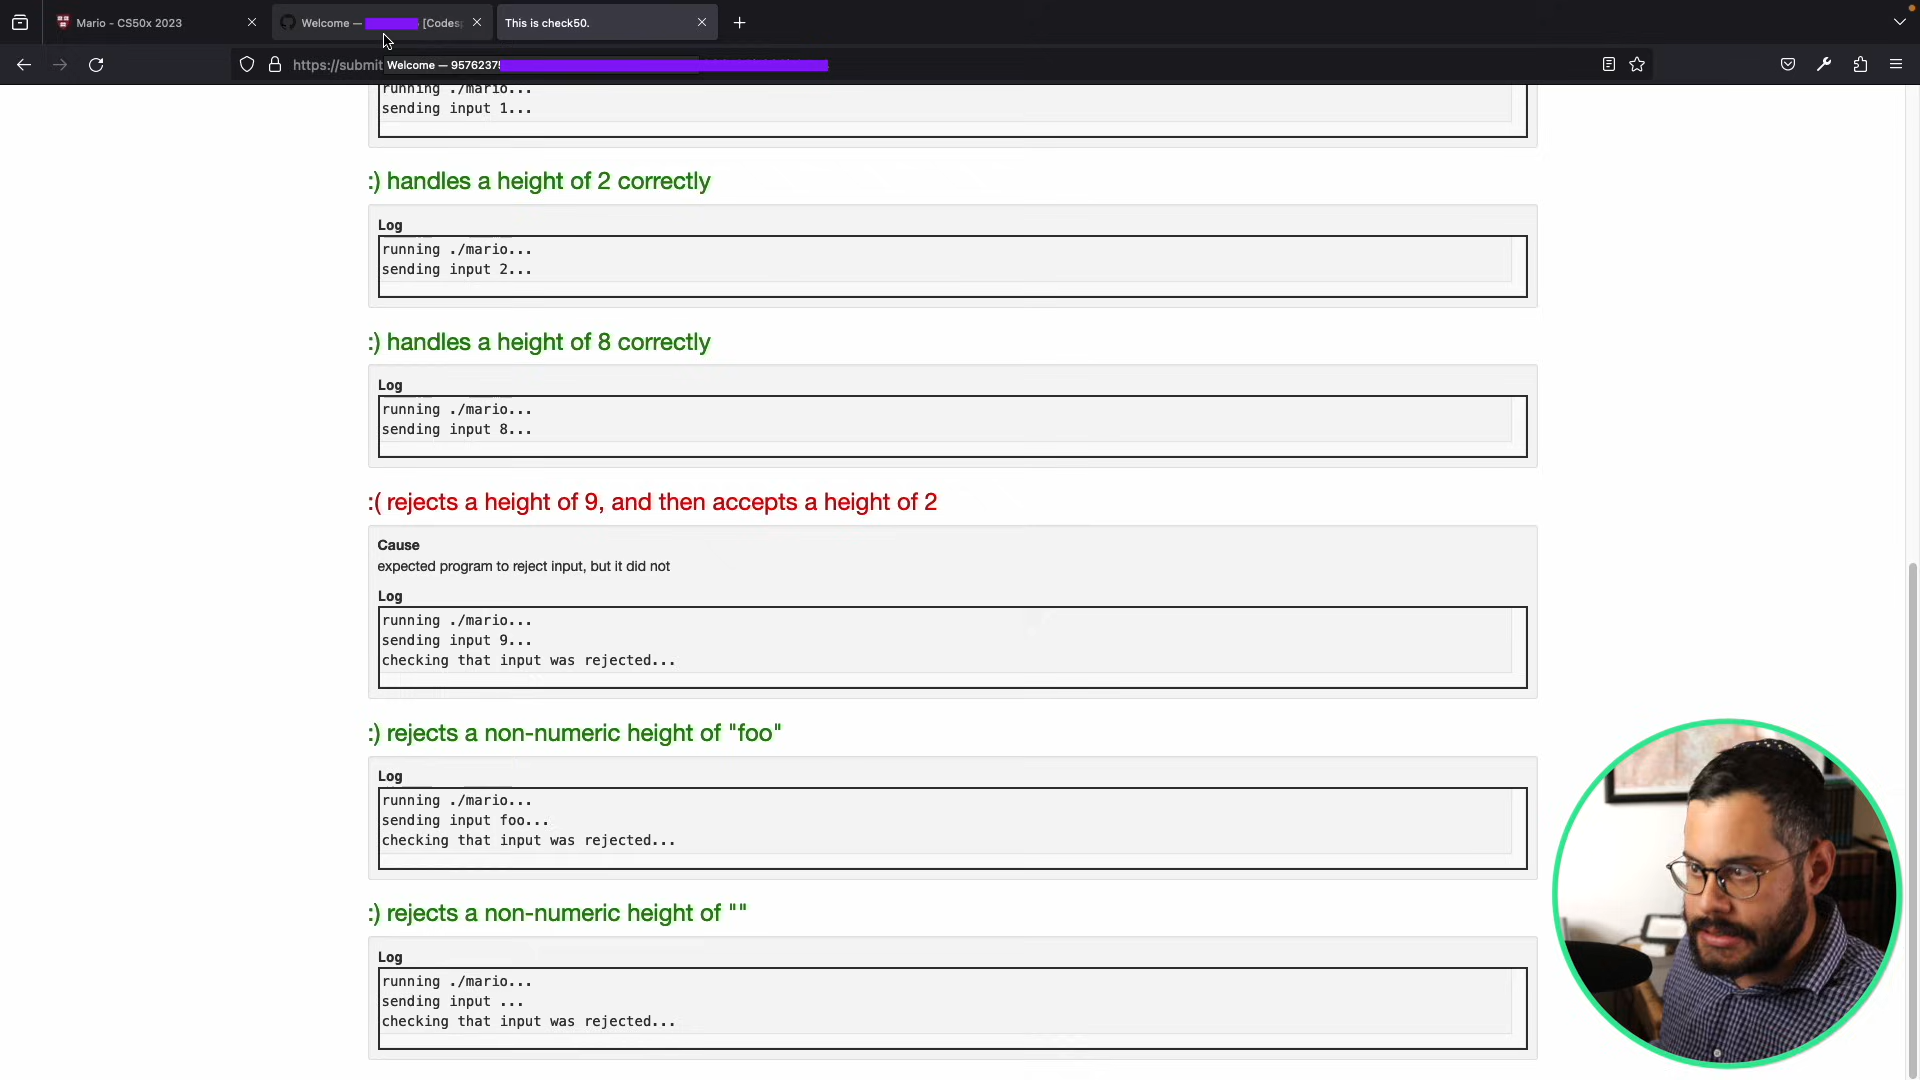 Mario - CS50x 2023
Welcome — [Codesp
This is check50.
https://submit
Welcome — 9576237
running ./mario...
sending input 1...
:) handles a height of 2 correctly
Log
running ./mario...
sending input 2...
:) handles a height of 8 correctly
Log
running ./mario...
sending input 8...
:( rejects a height of 9, and then accepts a height of 2
Cause
expected program to reject input, but it did not
Log
running ./mario...
sending input 9...
checking that input was rejected...
:) rejects a non-numeric height of "foo"
Log
running ./mario...
sending input foo...
checking that input was rejected...
:) rejects a non-numeric height of ""
Log
running ./mario...
sending input ...
checking that input was rejected...